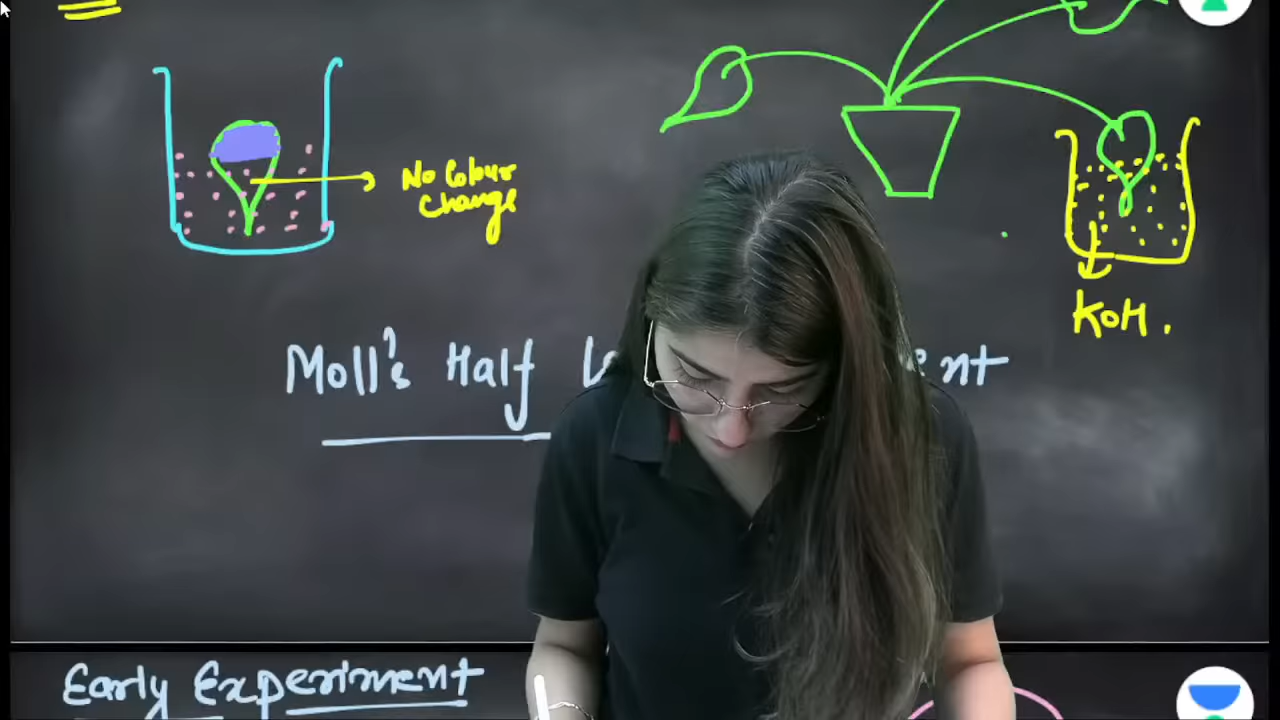 No Colour
Change
KOH.
Moll's Half
ent
Early Experiment